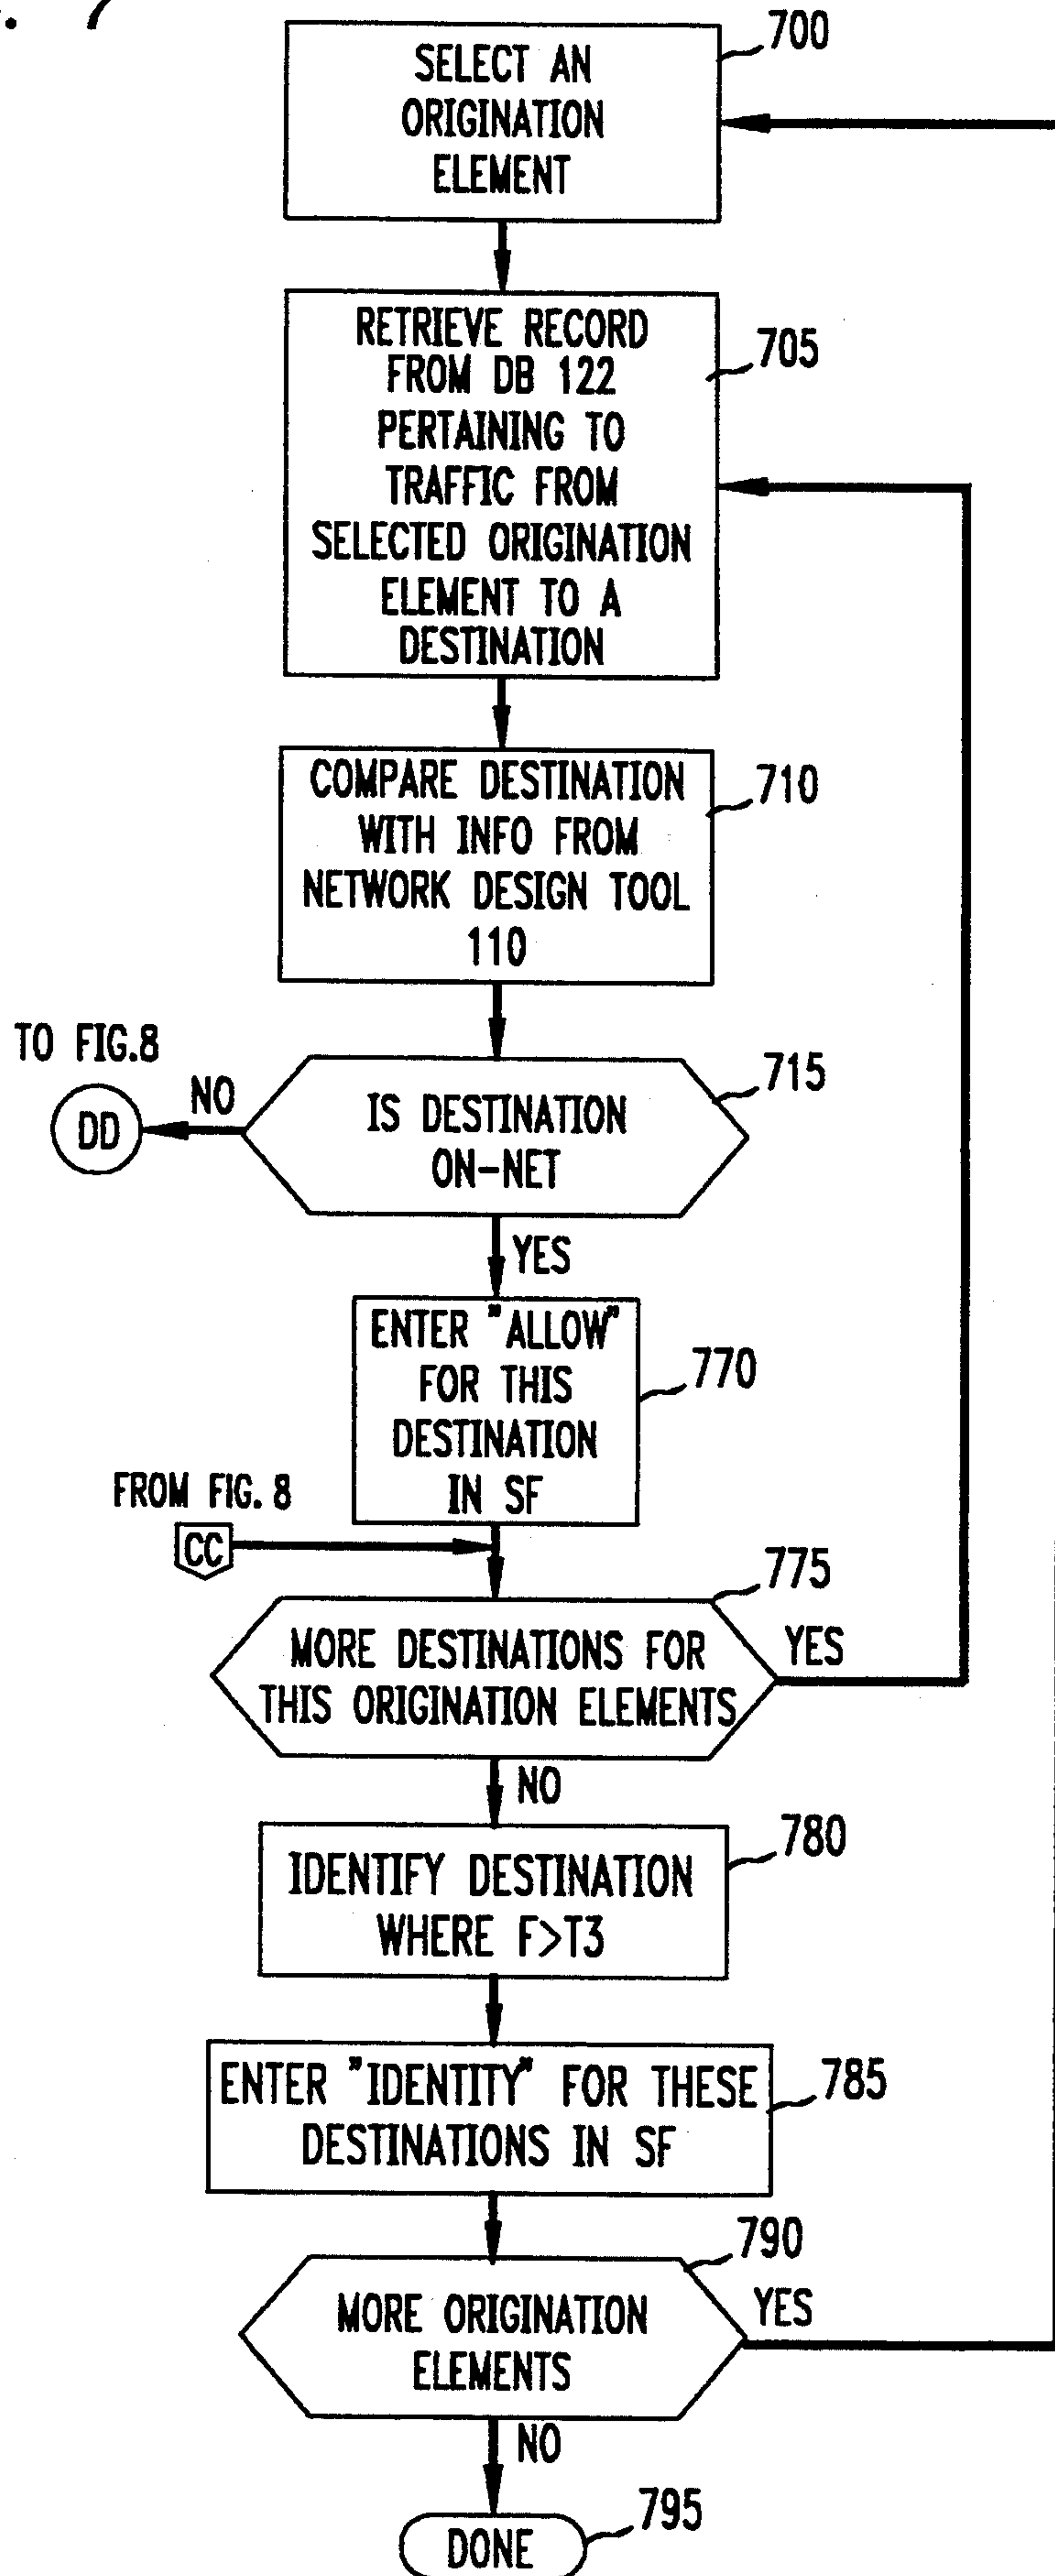 . 7
700
SELECT AN
ORIGINATION
ELEMENT
705
RETRIEVE RECORD
FROM DB 122
PERTAINING TO
TRAFFIC FROM
SELECTED ORIGINATION
ELEMENT TO A
DESTINATION
710
COMPARE DESTINATION
WITH INFO FROM
NETWORK DESIGN TOOL
110
TO FIG.8
DD
NO
715
IS DESTINATION
ON-NET
YES
770
ENTER "ALLOW"
FOR THIS
DESTINATION
IN SF
FROM FIG. 8
CC
775
MORE DESTINATIONS FOR
THIS ORIGINATION ELEMENTS
YES
NO
780
IDENTIFY DESTINATION
WHERE F>T3
785
ENTER "IDENTITY" FOR THESE
DESTINATIONS IN SF
790
MORE ORIGINATION
ELEMENTS
YES
NO
795
DONE